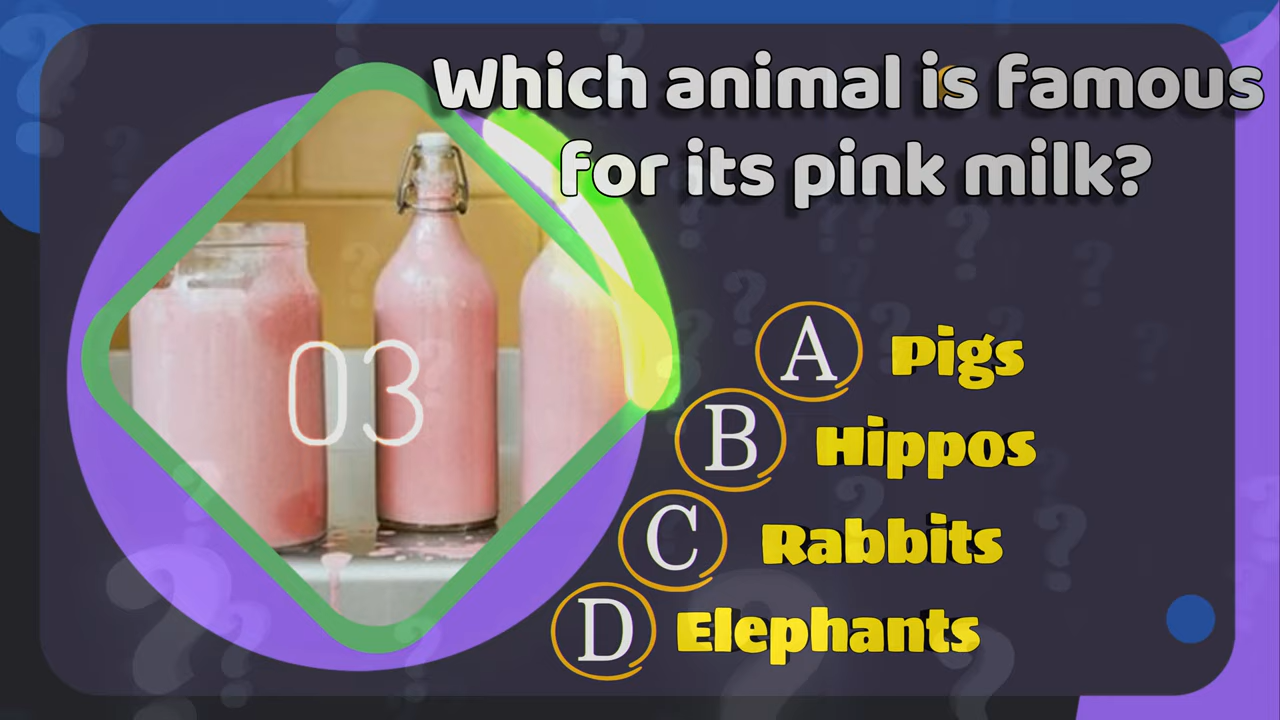 Which animal is famous
for its pink milk?
03
A Pigs
B Hippos
C Rabbits
D Elephants